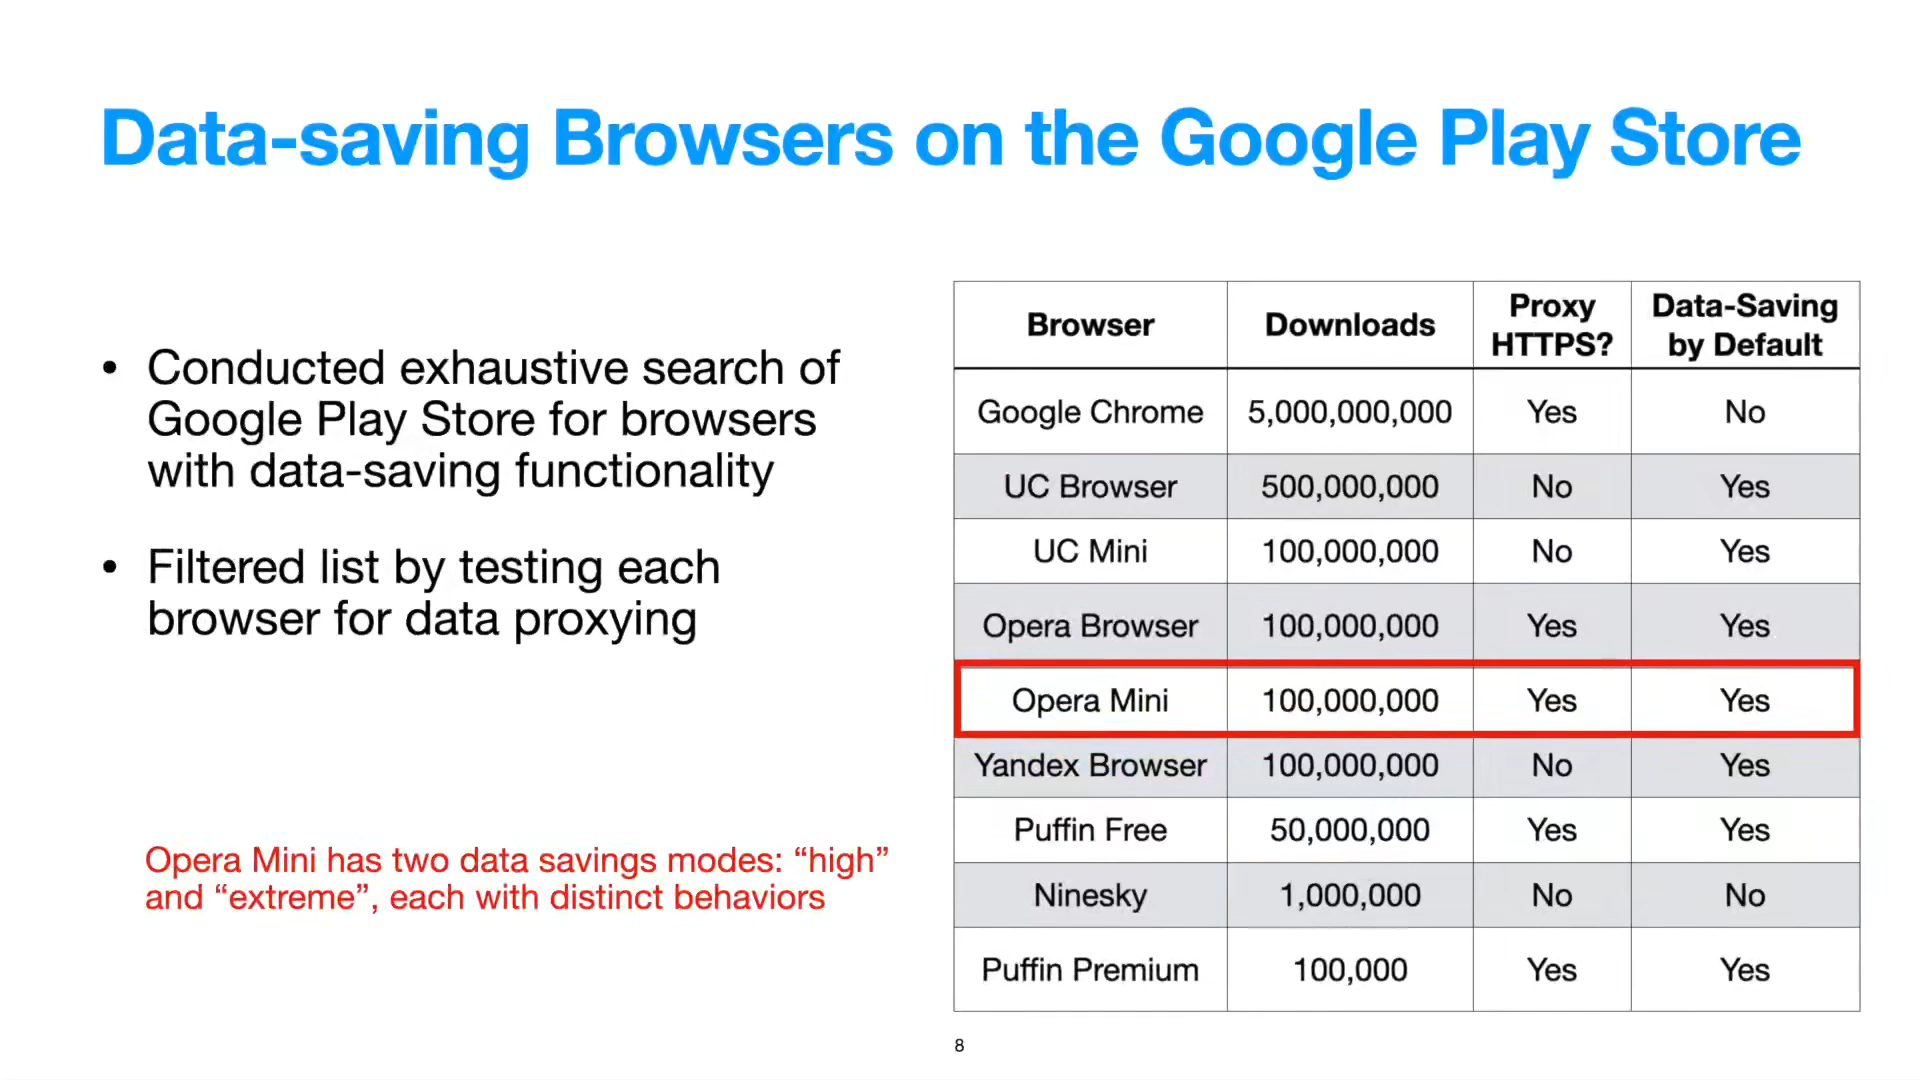 Data-saving Browsers on the Google Play Store
• Conducted exhaustive search of
Google Play Store for browsers
with data-saving functionality
• Filtered list by testing each
browser for data proxying
Opera Mini has two data savings modes: “high”
and “extreme”, each with distinct behaviors
Browser Downloads Proxy HTTPS? Data-Saving by Default
Google Chrome 5,000,000,000 Yes No
UC Browser 500,000,000 No Yes
UC Mini 100,000,000 No Yes
Opera Browser 100,000,000 Yes Yes
Opera Mini 100,000,000 Yes Yes
Yandex Browser 100,000,000 No Yes
Puffin Free 50,000,000 Yes Yes
Ninesky 1,000,000 No No
Puffin Premium 100,000 Yes Yes
8